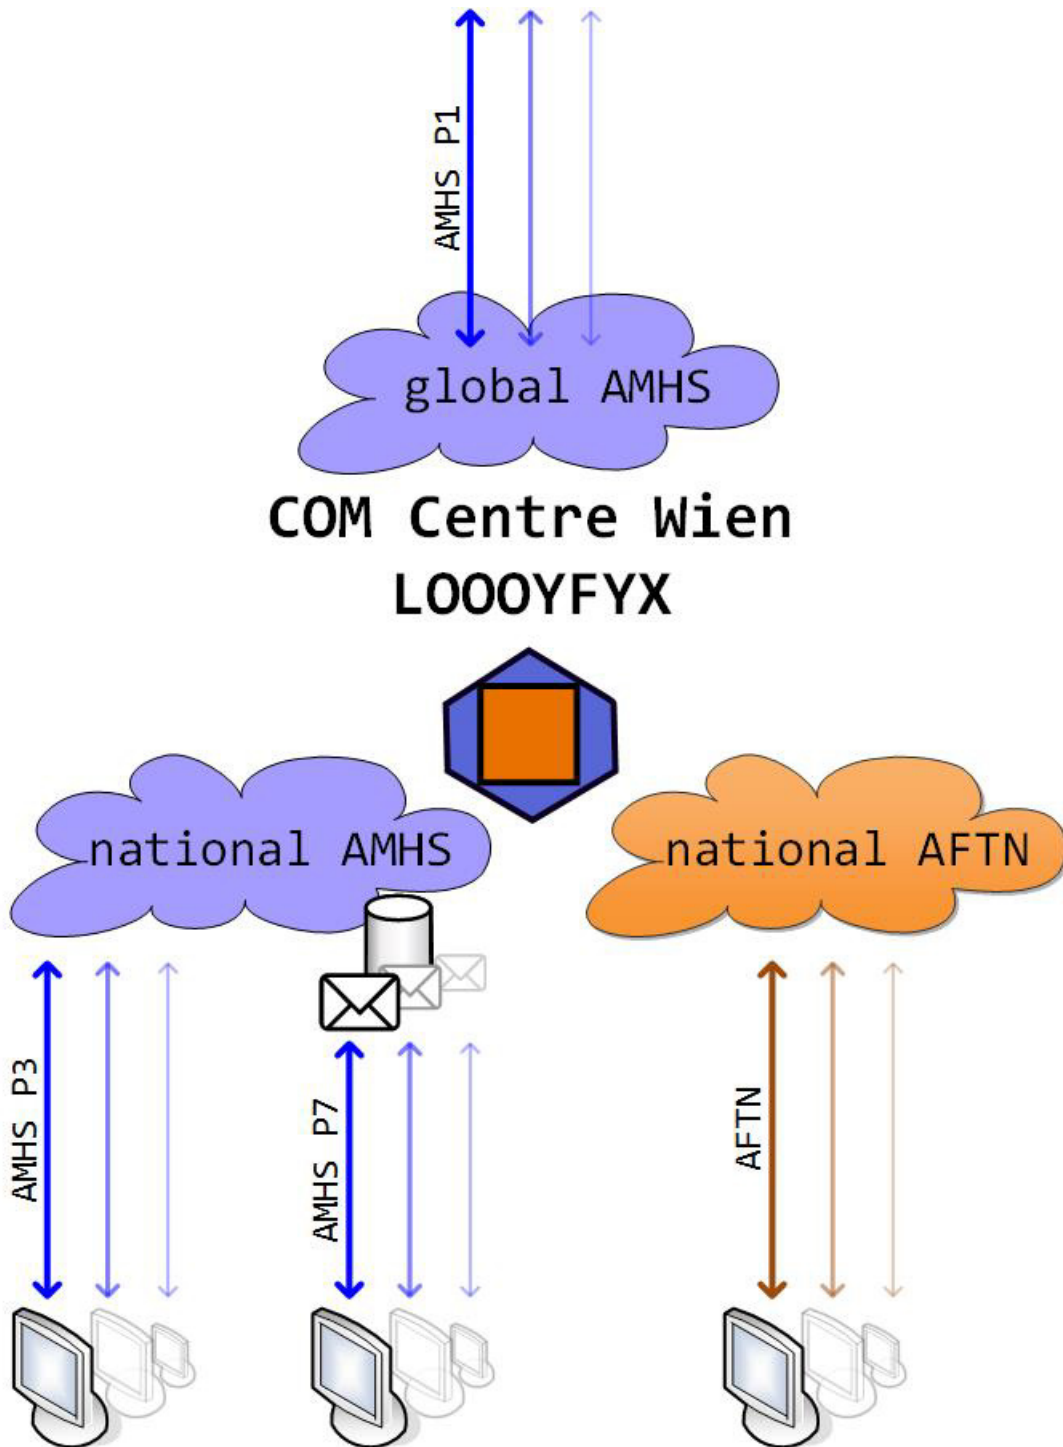 AMHS P1
global AMHS
COM Centre Wien
LOOOYFYX
national AMHS
national AFTN
AMHS P3
AMHS P7
AFTN